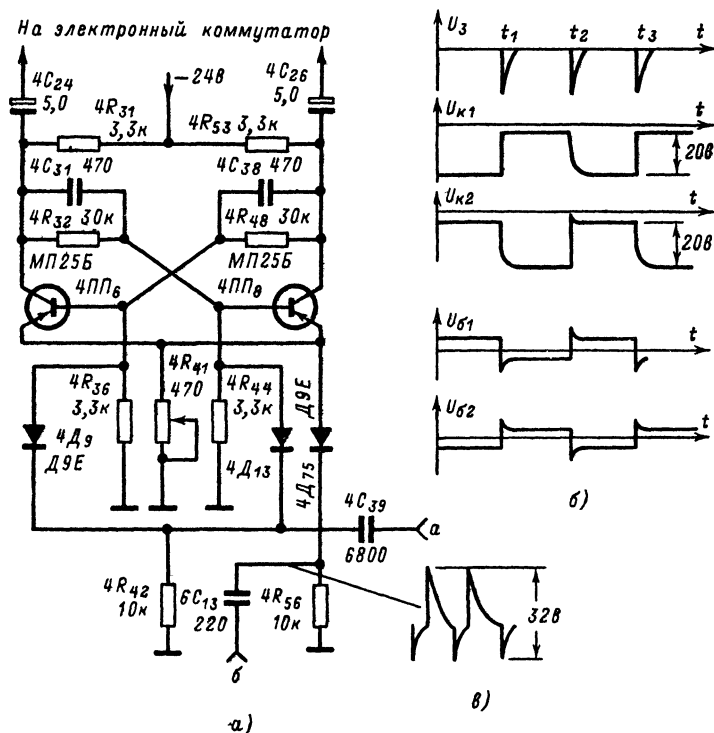 На электронный коммутатор
4C24
5,0
−24В
4C26
5,0
4R31
3,3к
4R53 3,3к
4C31 470
4C38 470
4R32 30к
4R48 30к
МП25Б
МП25Б
4ПП6
4ПП8
4R36
3,3к
4R41
470
4R44
3,3к
Д9Е
4Д9
Д9Е
4Д13
4Д75
4C39
6800
а
4R42
10к
6C13
220
4R56
10к
б
а)
U3
t1
t2
t3
t
Uк1
t
20В
Uк2
t
20В
Uб1
t
Uб2
t
б)
32В
в)